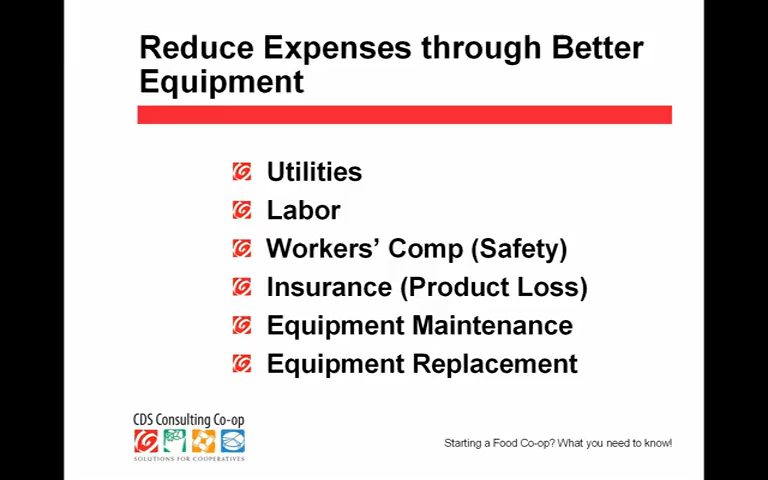 Reduce Expenses through Better
Equipment
Utilities
Labor
Workers' Comp (Safety)
Insurance (Product Loss)
Equipment Maintenance
Equipment Replacement
CDS Consulting Co-op
SOLUTIONS FOR COOPERATIVES
Starting a Food Co-op? What you need to know!